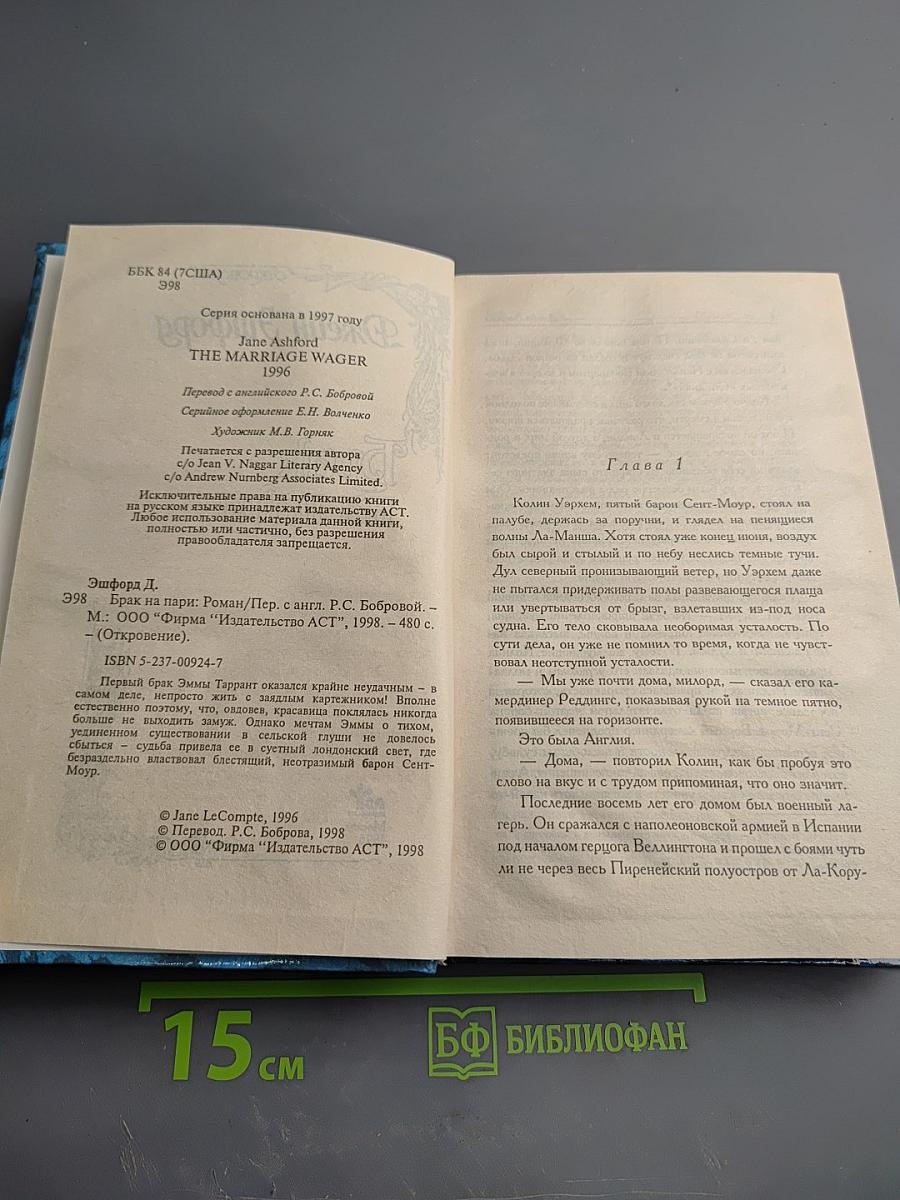 ББК 84 (7США)
Э98
Серия основана в 1997 году
Jane Ashford
THE MARRIAGE WAGER
1996
Перевод с английского Р.С. Бобровой
Серийное оформление Е.Н. Волченко
Художник М.В. Горняк
Печатается с разрешения автора
c/o Jean V. Naggar Literary Agency
c/o Andrew Nurnberg Associates Limited.
Исключительные права на публикацию книги
на русском языке принадлежат издательству АСТ.
Любое использование материала данной книги,
полностью или частично, без разрешения
правообладателя запрещается.
Эшфорд Д.
Э98 Брак на пари: Роман/Пер. с англ. Р.С. Бобровой. –
М.: ООО “Фирма “Издательство АСТ”, 1998. – 480 с.
– (Откровение).
ISBN 5-237-00924-7
Первый брак Эммы Таррант оказался крайне неудачным – в
самом деле, непросто жить с заядлым картежником! Вполне
естественно поэтому, что, овдовев, красавица поклялась никогда
больше не выходить замуж. Однако мечтам Эммы о тихом,
уединенном существовании в сельской глуши не довелось
сбыться – судьба привела ее в суетный лондонский свет, где
безраздельно властвовал блестящий, неотразимый барон Сент-
Моур.
© Jane LeCompte, 1996
© Перевод. Р.С. Боброва, 1998
© ООО “Фирма “Издательство АСТ”, 1998
Глава 1
Колин Уэрхем, пятый барон Сент-Моур, стоял на
палубе, держась за поручни, и глядел на пенящиеся
волны Ла-Манша. Хотя стоял уже конец июня, воздух
был сырой и стылый и по небу неслись темные тучи.
Дул северный пронизывающий ветер, но Уэрхем даже
не пытался придерживать полы развевающегося плаща
или увертываться от брызг, взлетавших из-под носа
судна. Его тело сковывала необоримая усталость. По
сути дела, он уже не помнил то время, когда не чувст-
вовал неотступной усталости.
— Мы уже почти дома, милорд, — сказал его ка-
мердинер Реддингс, показывая рукой на темное пятно,
появившееся на горизонте.
Это была Англия.
— Дома, — повторил Колин, как бы пробуя это
слово на вкус и с трудом припоминая, что оно значит.
Последние восемь лет его домом был военный ла-
герь. Он сражался с наполеоновской армией в Испании
под началом герцога Веллингтона и прошел с боями чуть
ли не через весь Пиренейский полуостров от Ла-Кору-
15 см
БФ БИБЛИОФАН